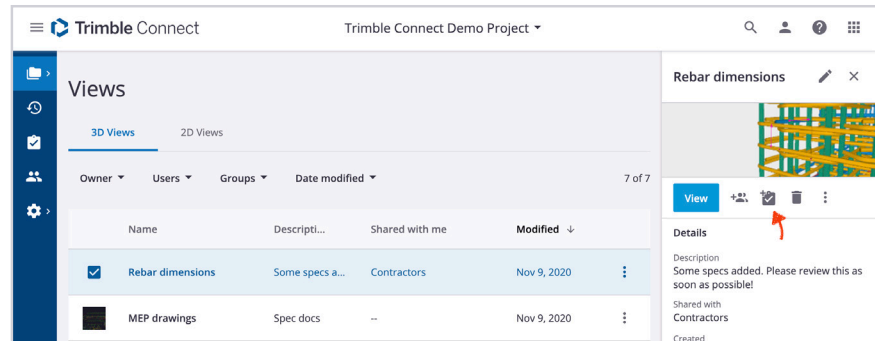 Trimble Connect
Trimble Connect Demo Project
Views
3D Views 2D Views
Owner Users Groups Date modified 7 of 7
Name Descripti... Shared with me Modified
Rebar dimensions Some specs a... Contractors Nov 9, 2020
MEP drawings Spec docs -- Nov 9, 2020
Rebar dimensions
View
Details
Description
Some specs added. Please review this as
soon as possible!
Shared with
Contractors
Created